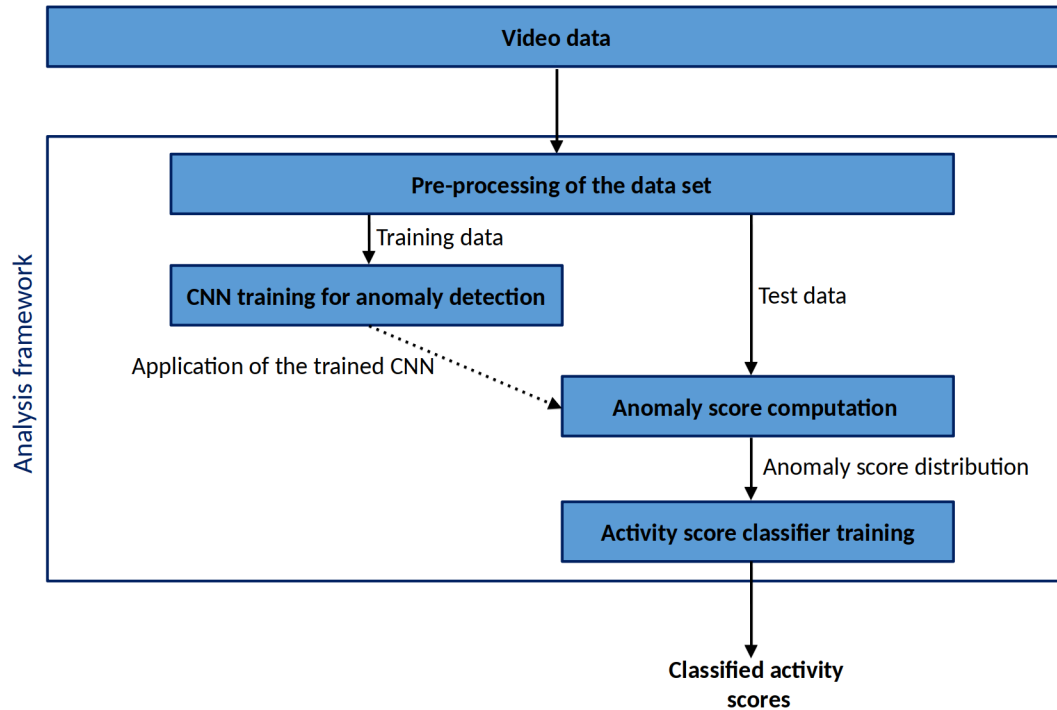 Video data
Pre-processing of the data set
Training data
CNN training for anomaly detection
Test data
Application of the trained CNN
Anomaly score computation
Analysis framework
Anomaly score distribution
Activity score classifier training
Classified activity
scores